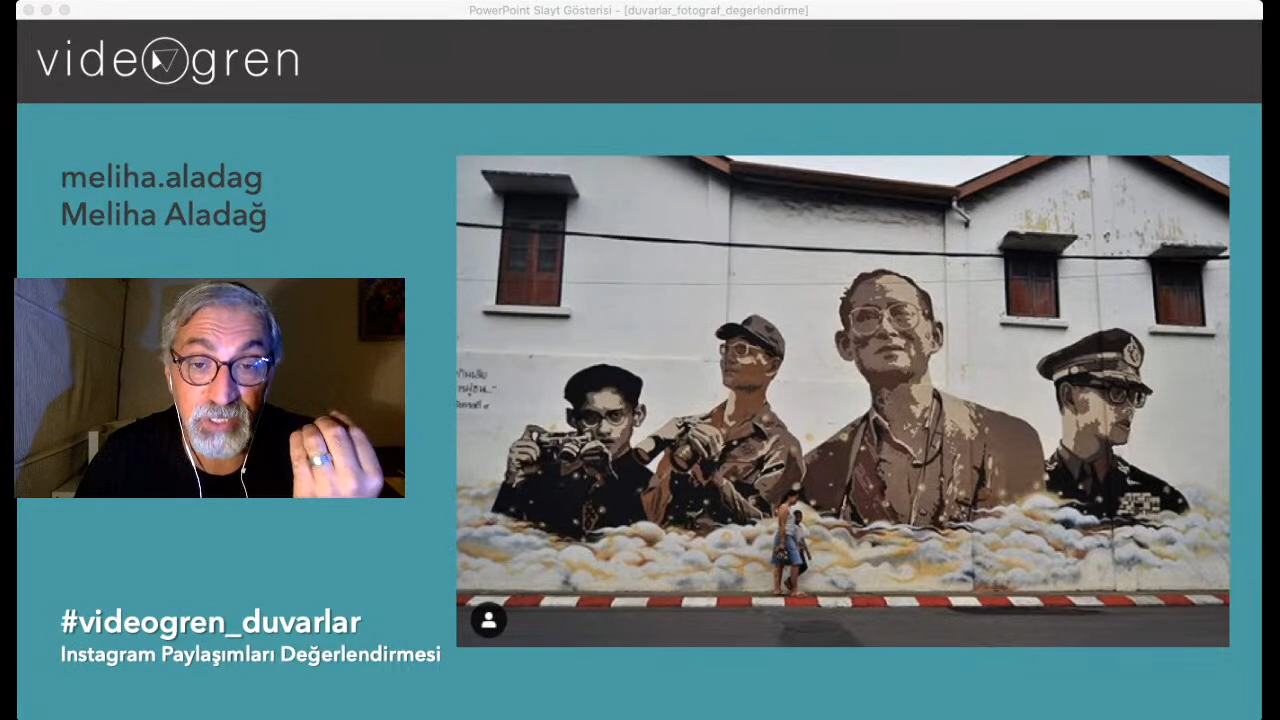 PowerPoint Slayt Gösterisi - [duvarlar_fotograf_degerlendirme]
videogren
meliha.aladag
Meliha Aladağ
#videogren_duvarlar
Instagram Paylaşımları Değerlendirmesi